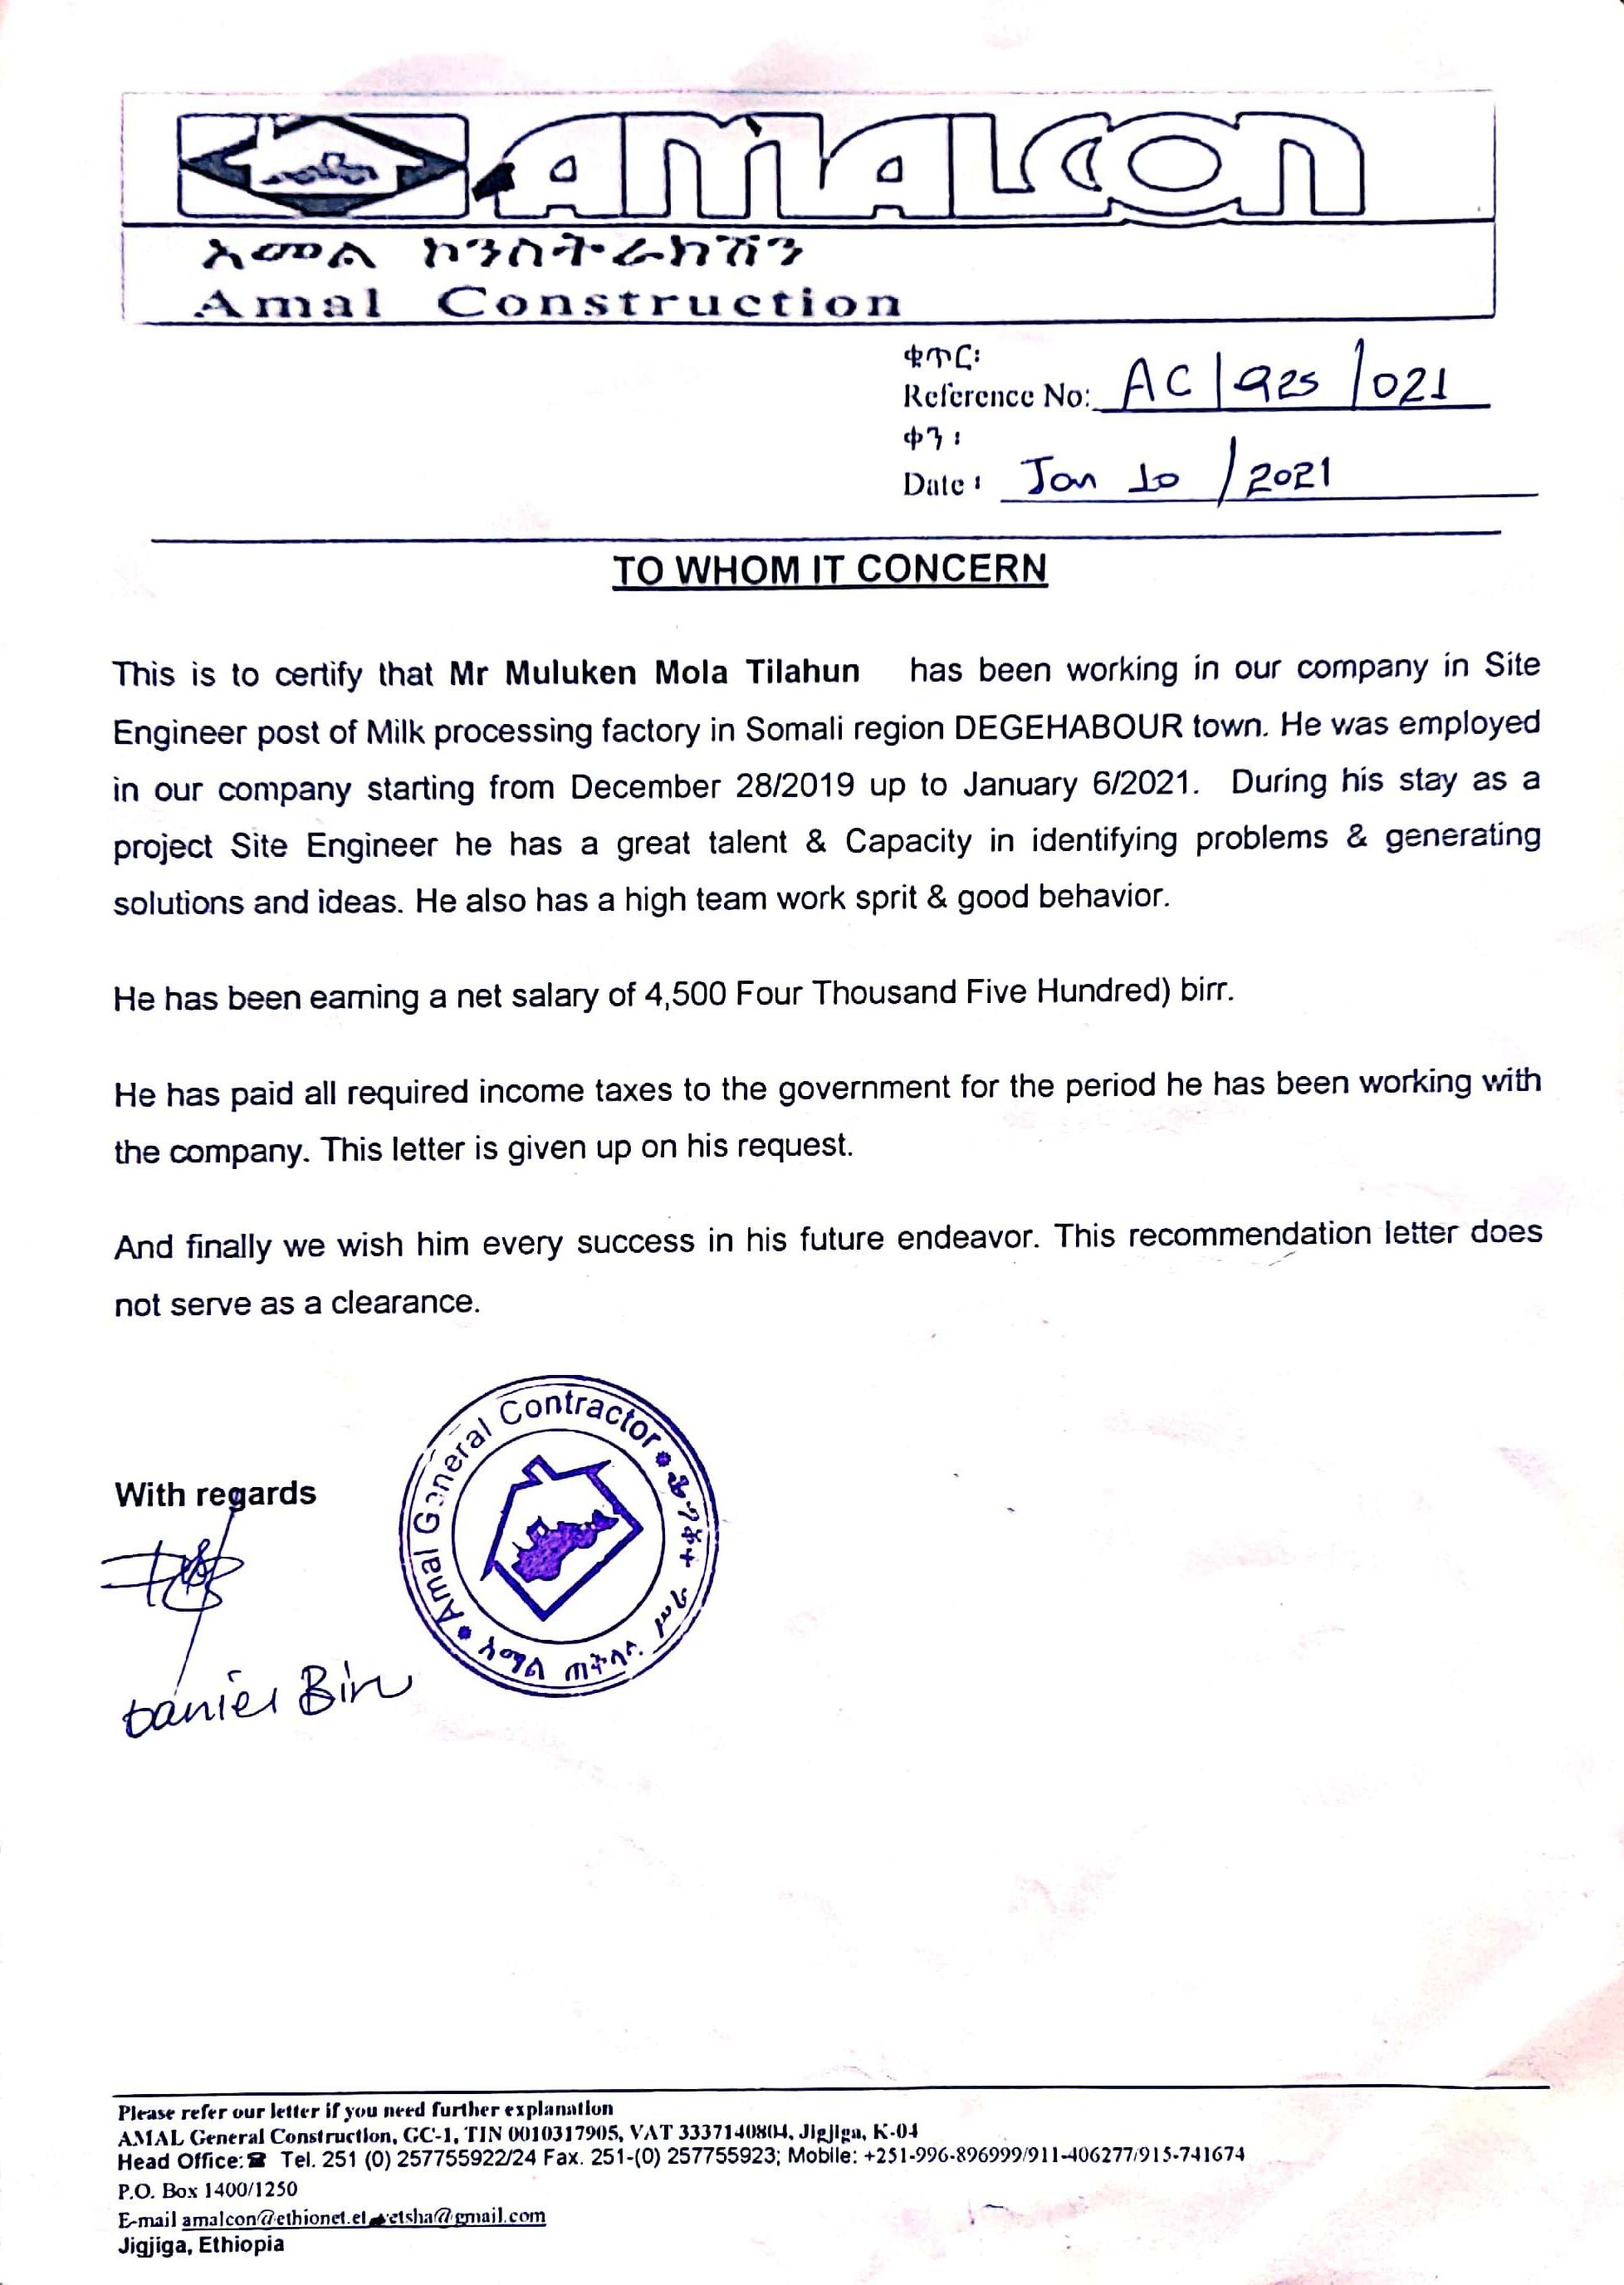 AMALCON
አመል ኮንስትራክሽን
Amal Construction
ቁጥር፡
Reference No: AC/925/021
ቀን፡
Date: Jan 10/2021
TO WHOM IT CONCERN
This is to certify that Mr Muluken Mola Tilahun has been working in our company in Site
Engineer post of Milk processing factory in Somali region DEGEHABOUR town. He was employed
in our company starting from December 28/2019 up to January 6/2021. During his stay as a
project Site Engineer he has a great talent & Capacity in identifying problems & generating
solutions and ideas. He also has a high team work sprit & good behavior.
He has been earning a net salary of 4,500 Four Thousand Five Hundred) birr.
He has paid all required income taxes to the government for the period he has been working with
the company. This letter is given up on his request.
And finally we wish him every success in his future endeavor. This recommendation letter does
not serve as a clearance.
With regards
Daniel Biru
Amal General Contractor
አማል ጠቅላላ
Please refer our letter if you need further explanation
AMAL General Construction, GC-1, TIN 0010317905, VAT 3337140804, Jigjiga, K-04
Head Office: ☎ Tel. 251 (0) 257755922/24 Fax. 251-(0) 257755923; Mobile: +251-996-896999/911-406277/915-741674
P.O. Box 1400/1250
E-mail amalcon@ethionet.et etsha@gmail.com
Jigjiga, Ethiopia